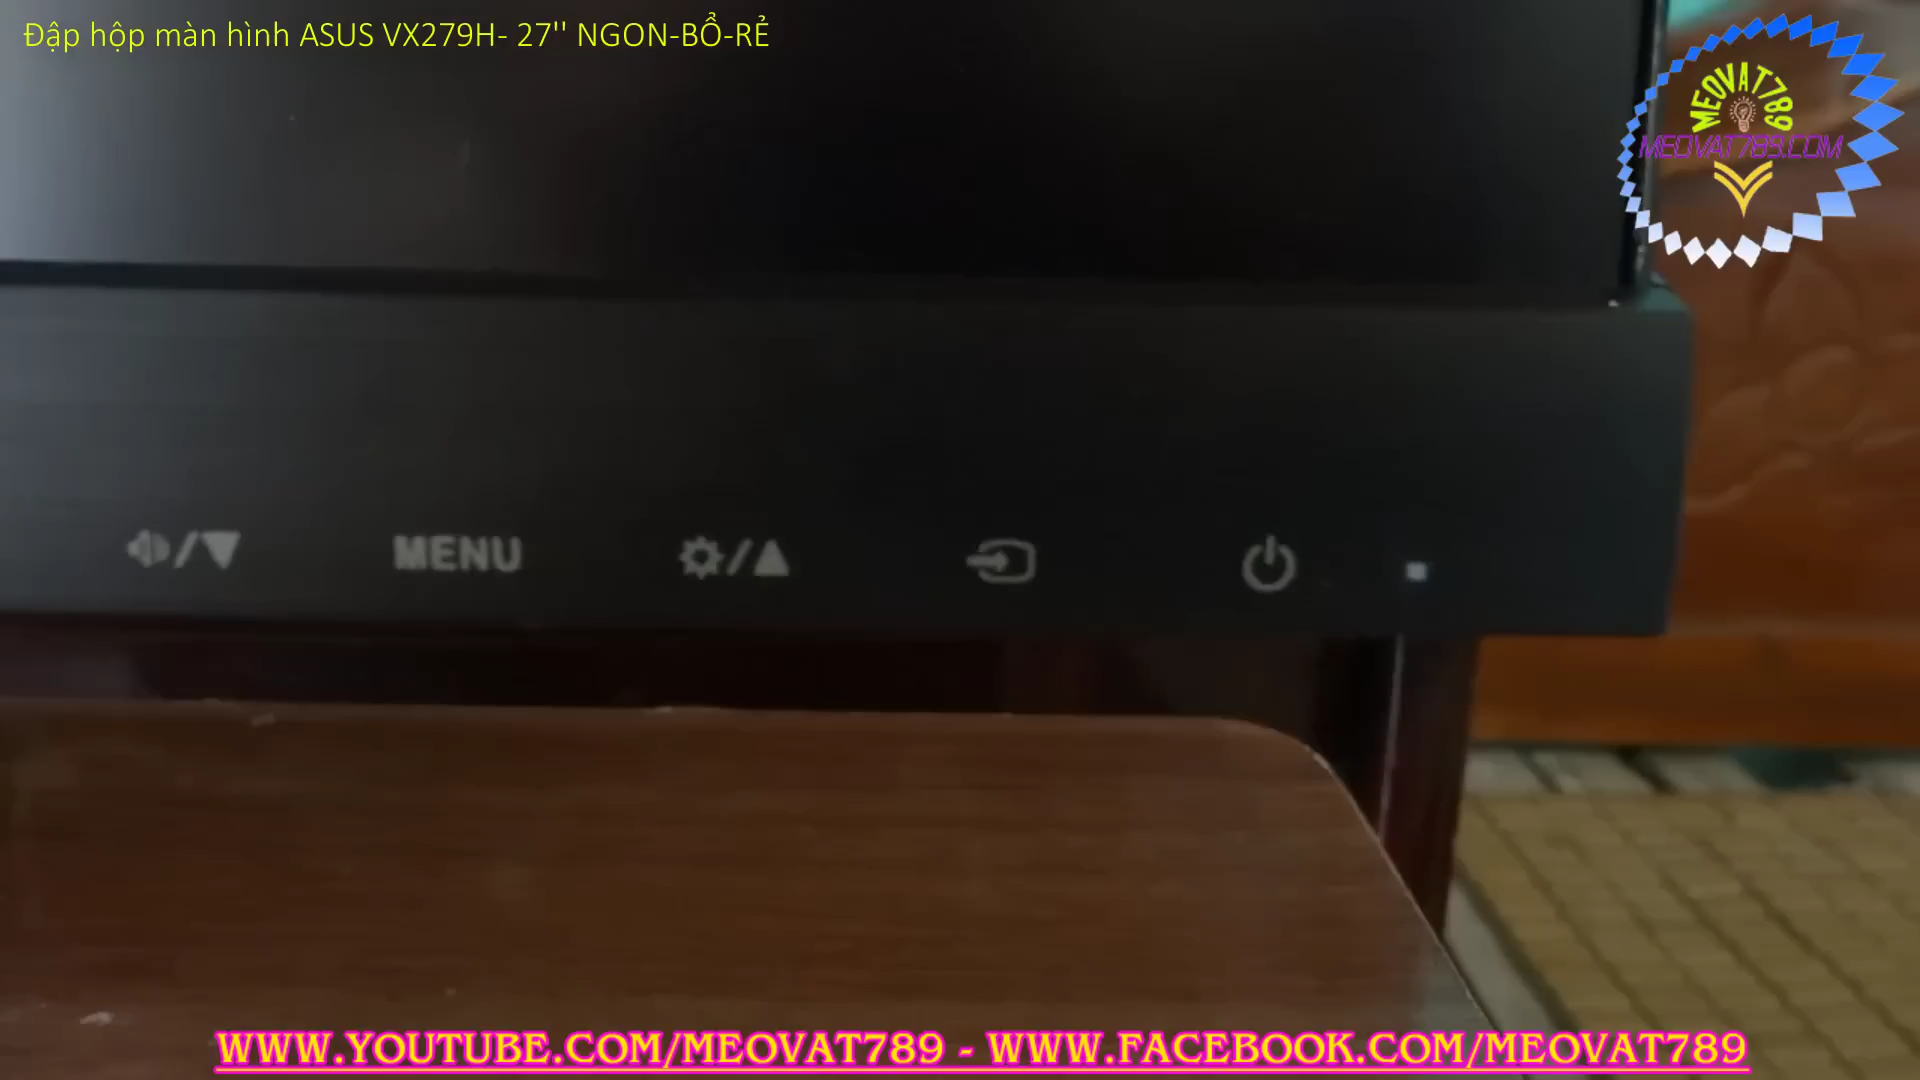 Đập hộp màn hình ASUS VX279H- 27'' NGON-BỔ-RẺ
MEOVAT789
MEOVAT789.COM
/▼ MENU /▲
WWW.YOUTUBE.COM/MEOVAT789 - WWW.FACEBOOK.COM/MEOVAT789